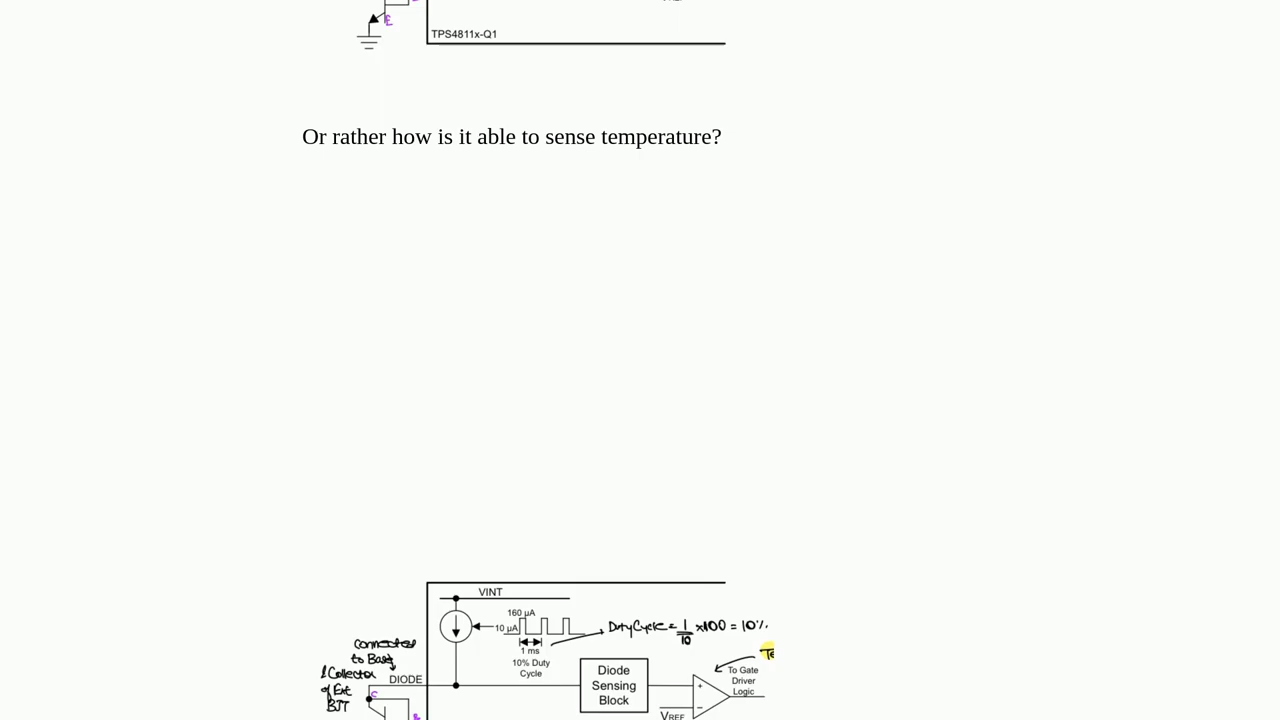 E
TPS4811x-Q1
Or rather how is it able to sense temperature?
VINT
160 µA
10 µA
Duty Cycle = 1/10 x100 = 10%
1 ms
10% Duty
Cycle
connected
to Base
& Collector
of Ext
BJT
DIODE
C
Diode
Sensing
Block
+
−
To Gate
Driver
Logic
VREF